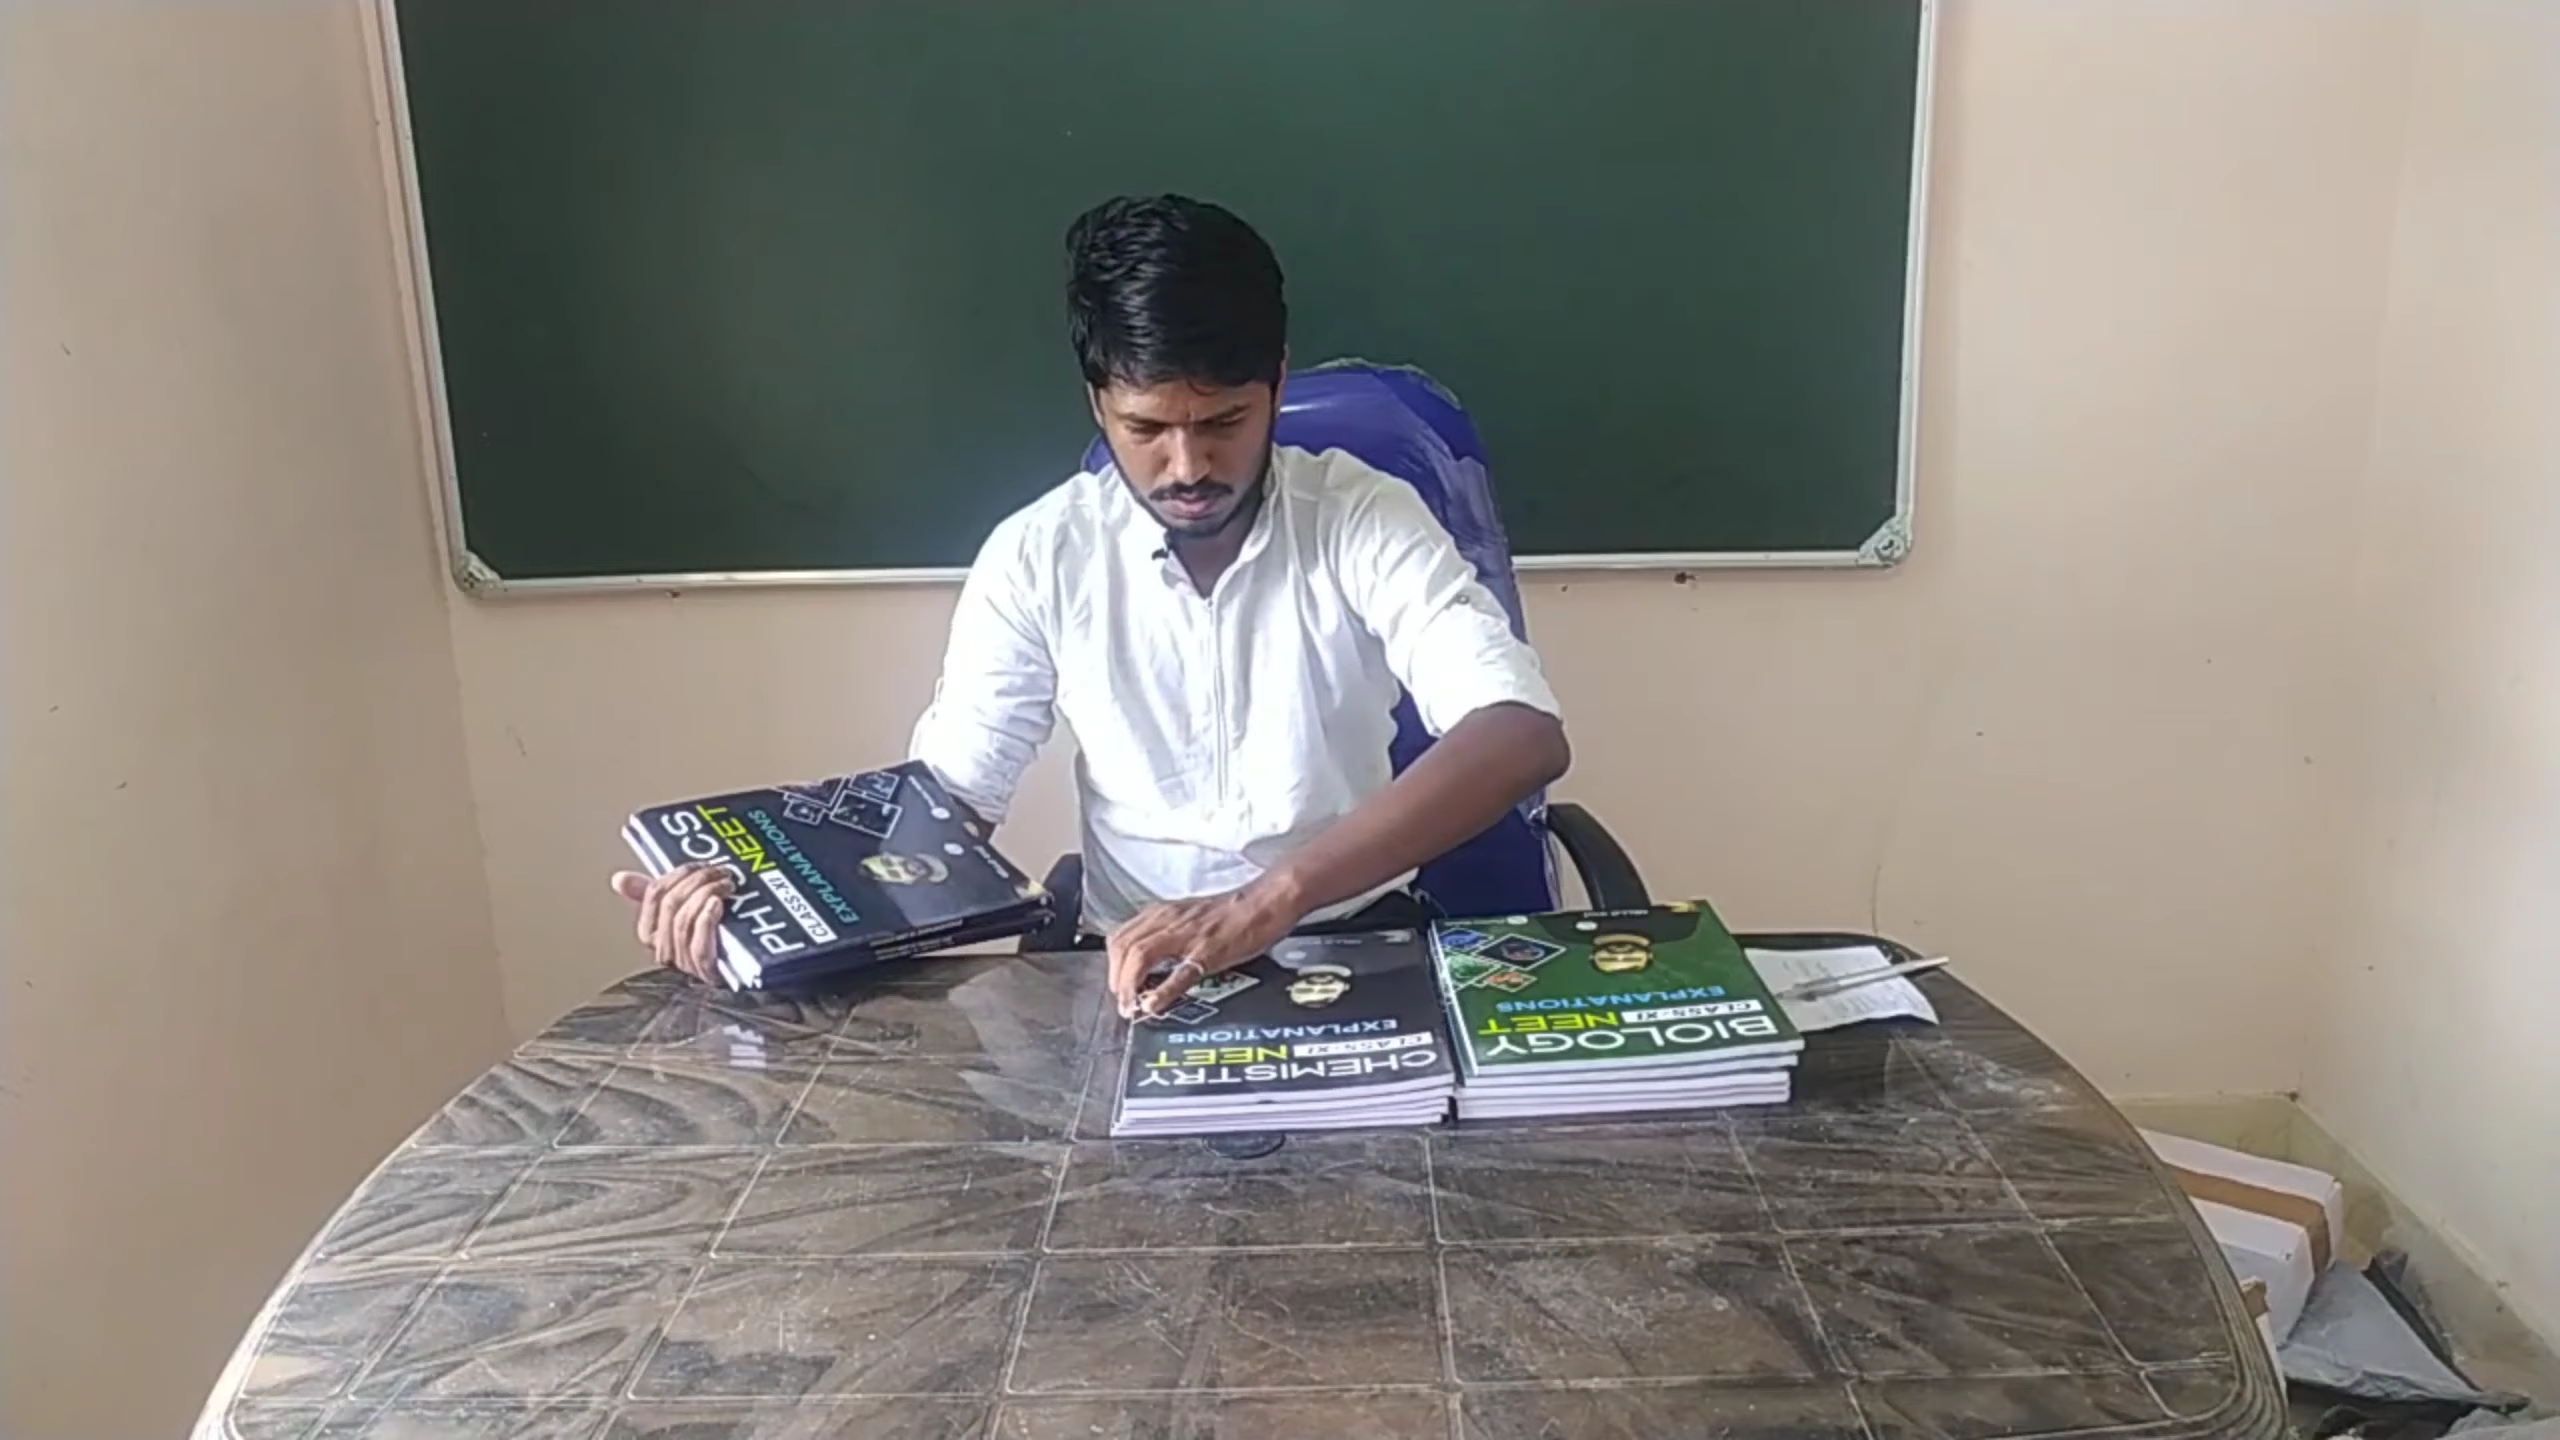 PHYSICS
CLASS-XI NEET
EXPLANATIONS
CHEMISTRY
CLASS-XI NEET
EXPLANATIONS
BIOLOGY
CLASS-XI NEET
EXPLANATIONS